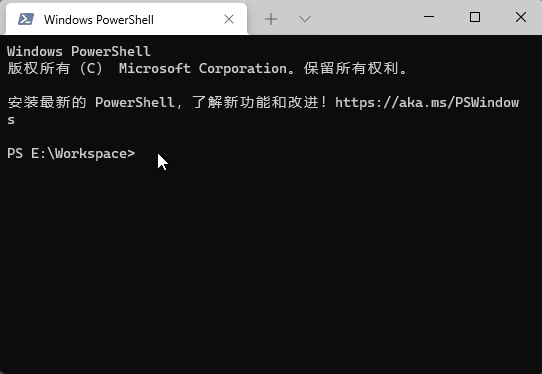 Windows PowerShell
Windows PowerShell
版权所有（C） Microsoft Corporation。保留所有权利。
安装最新的 PowerShell，了解新功能和改进！https://aka.ms/PSWindow
s
PS E:\Workspace>